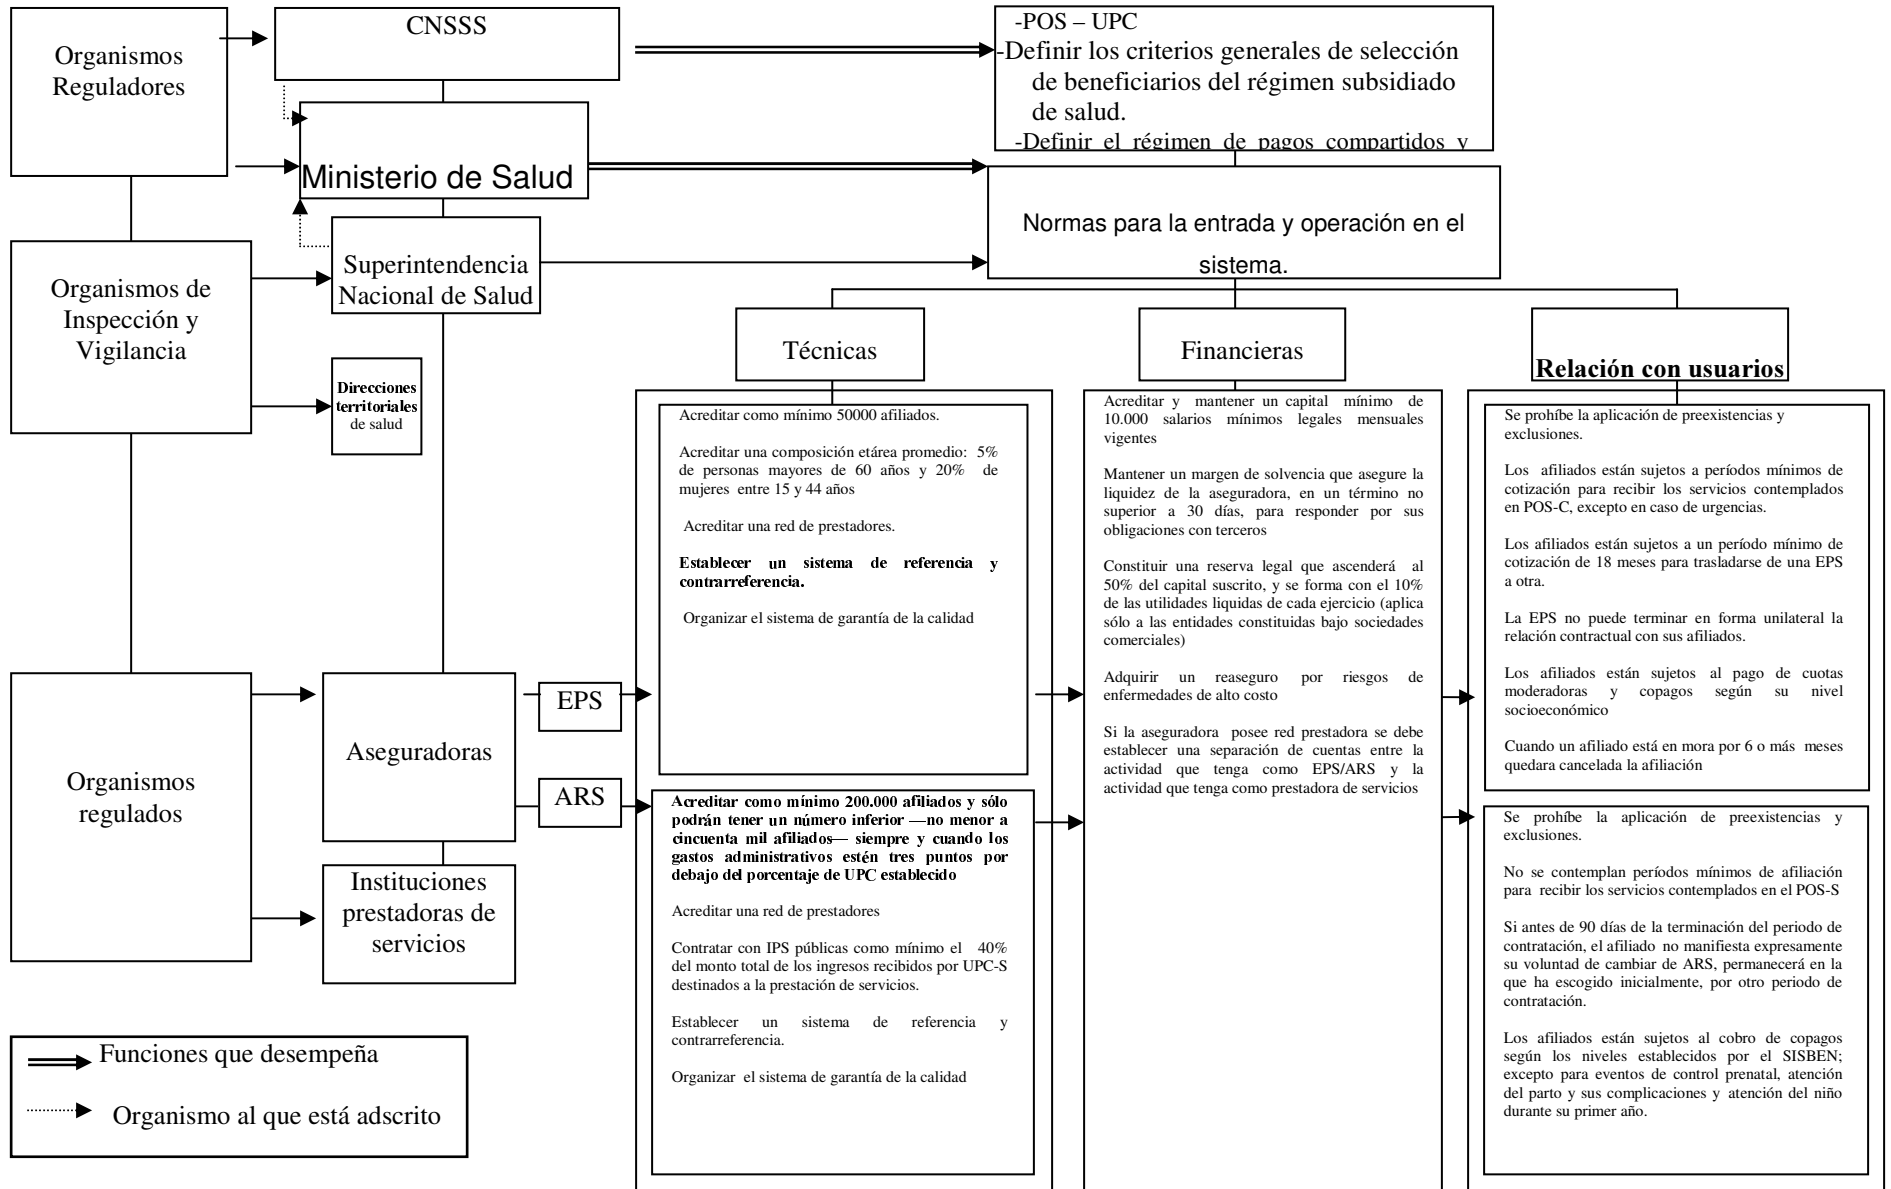 Organismos
Reguladores
CNSSS
-POS – UPC
-Definir los criterios generales de selección
de beneficiarios del régimen subsidiado
de salud.
-Definir el régimen de pagos compartidos y
Ministerio de Salud
Normas para la entrada y operación en el
sistema.
Organismos de
Inspección y
Vigilancia
Superintendencia
Nacional de Salud
Direcciones
territoriales
de salud
Técnicas
Financieras
Relación con usuarios
Acreditar como mínimo 50000 afiliados.
Acreditar una composición etárea promedio: 5%
de personas mayores de 60 años y 20% de
mujeres entre 15 y 44 años
Acreditar una red de prestadores.
Establecer un sistema de referencia y
contrarreferencia.
Organizar el sistema de garantía de la calidad
Acreditar y mantener un capital mínimo de
10.000 salarios mínimos legales mensuales
vigentes
Mantener un margen de solvencia que asegure la
liquidez de la aseguradora, en un término no
superior a 30 días, para responder por sus
obligaciones con terceros
Constituir una reserva legal que ascenderá al
50% del capital suscrito, y se forma con el 10%
de las utilidades liquidas de cada ejercicio (aplica
sólo a las entidades constituidas bajo sociedades
comerciales)
Adquirir un reaseguro por riesgos de
enfermedades de alto costo
Si la aseguradora posee red prestadora se debe
establecer una separación de cuentas entre la
actividad que tenga como EPS/ARS y la
actividad que tenga como prestadora de servicios
Se prohíbe la aplicación de preexistencias y
exclusiones.
Los afiliados están sujetos a períodos mínimos de
cotización para recibir los servicios contemplados
en POS-C, excepto en caso de urgencias.
Los afiliados están sujetos a un período mínimo de
cotización de 18 meses para trasladarse de una EPS
a otra.
La EPS no puede terminar en forma unilateral la
relación contractual con sus afiliados.
Los afiliados están sujetos al pago de cuotas
moderadoras y copagos según su nivel
socioeconómico
Cuando un afiliado está en mora por 6 o más meses
quedara cancelada la afiliación
Organismos
regulados
Aseguradoras
EPS
ARS
Instituciones
prestadoras de
servicios
Acreditar como mínimo 200.000 afiliados y sólo
podrán tener un número inferior —no menor a
cincuenta mil afiliados— siempre y cuando los
gastos administrativos estén tres puntos por
debajo del porcentaje de UPC establecido
Acreditar una red de prestadores
Contratar con IPS públicas como mínimo el 40%
del monto total de los ingresos recibidos por UPC-S
destinados a la prestación de servicios.
Establecer un sistema de referencia y
contrarreferencia.
Organizar el sistema de garantía de la calidad
Se prohíbe la aplicación de preexistencias y
exclusiones.
No se contemplan períodos mínimos de afiliación
para recibir los servicios contemplados en el POS-S
Si antes de 90 días de la terminación del periodo de
contratación, el afiliado no manifiesta expresamente
su voluntad de cambiar de ARS, permanecerá en la
que ha escogido inicialmente, por otro periodo de
contratación.
Los afiliados están sujetos al cobro de copagos
según los niveles establecidos por el SISBEN;
excepto para eventos de control prenatal, atención
del parto y sus complicaciones y atención del niño
durante su primer año.
Funciones que desempeña
Organismo al que está adscrito